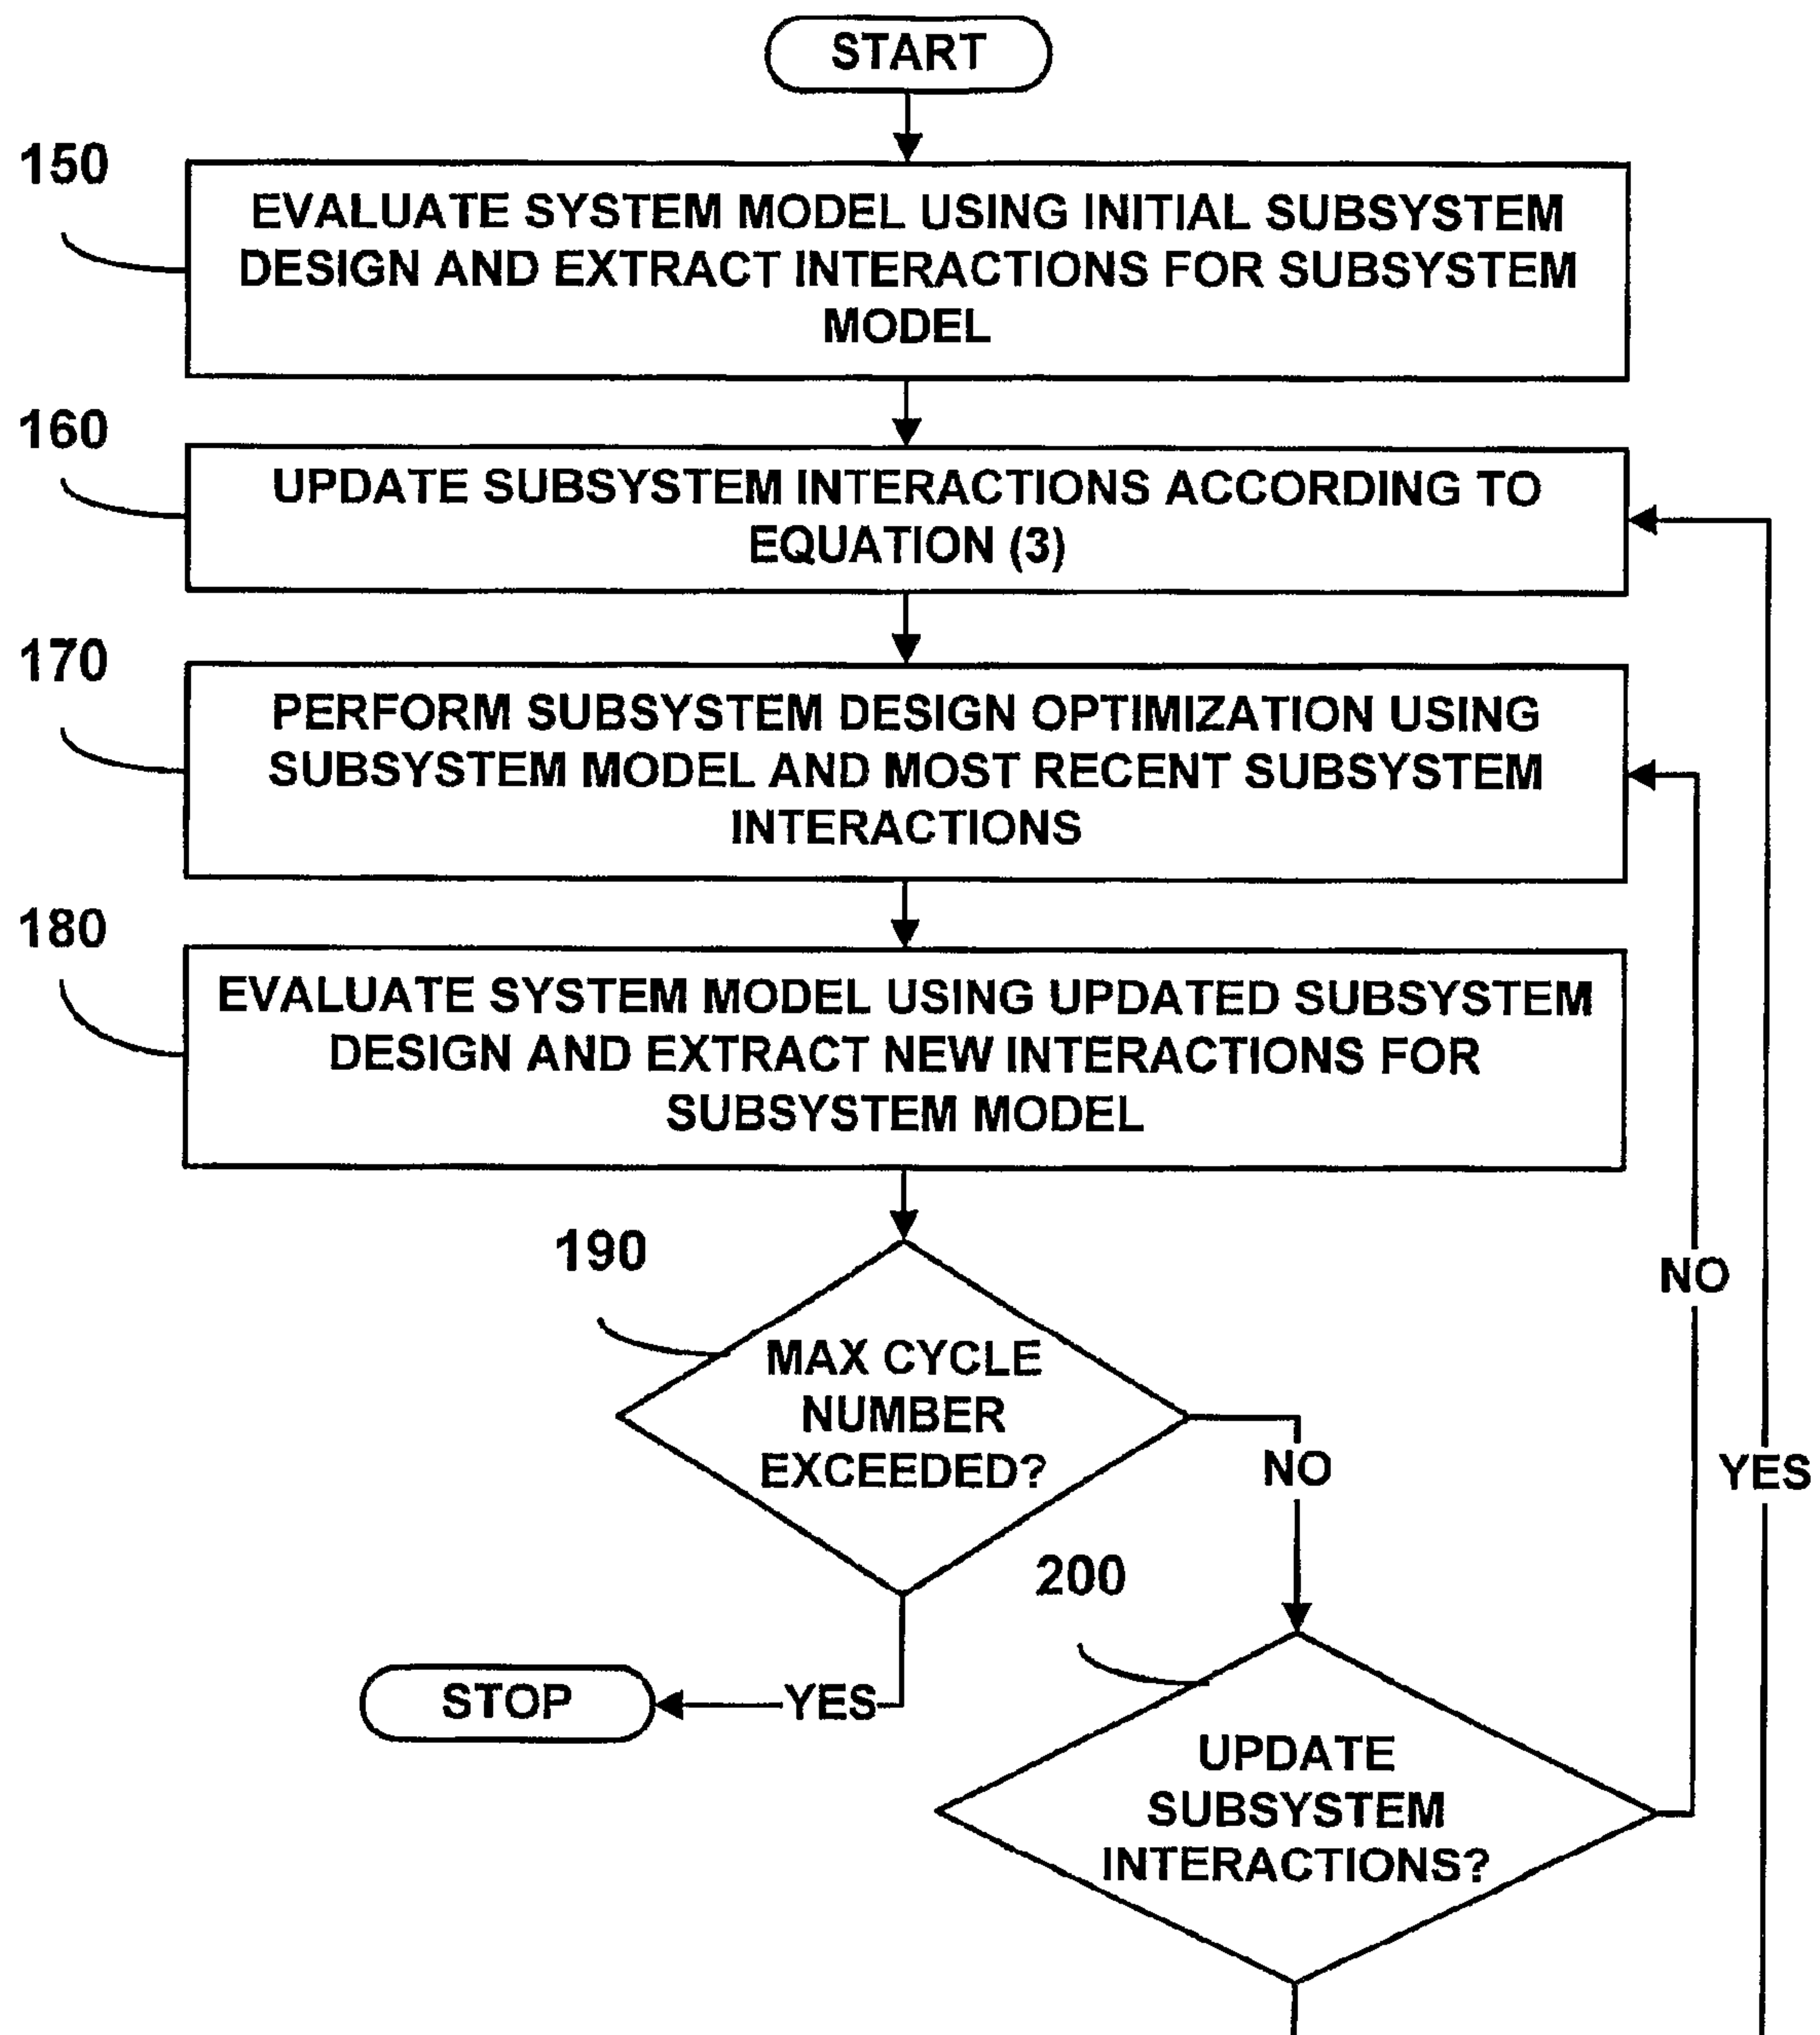 START
150
EVALUATE SYSTEM MODEL USING INITIAL SUBSYSTEM
DESIGN AND EXTRACT INTERACTIONS FOR SUBSYSTEM
MODEL
160
UPDATE SUBSYSTEM INTERACTIONS ACCORDING TO
EQUATION (3)
170
PERFORM SUBSYSTEM DESIGN OPTIMIZATION USING
SUBSYSTEM MODEL AND MOST RECENT SUBSYSTEM
INTERACTIONS
180
EVALUATE SYSTEM MODEL USING UPDATED SUBSYSTEM
DESIGN AND EXTRACT NEW INTERACTIONS FOR
SUBSYSTEM MODEL
190
MAX CYCLE
NUMBER
EXCEEDED?
NO
NO
YES
200
STOP
YES
UPDATE
SUBSYSTEM
INTERACTIONS?